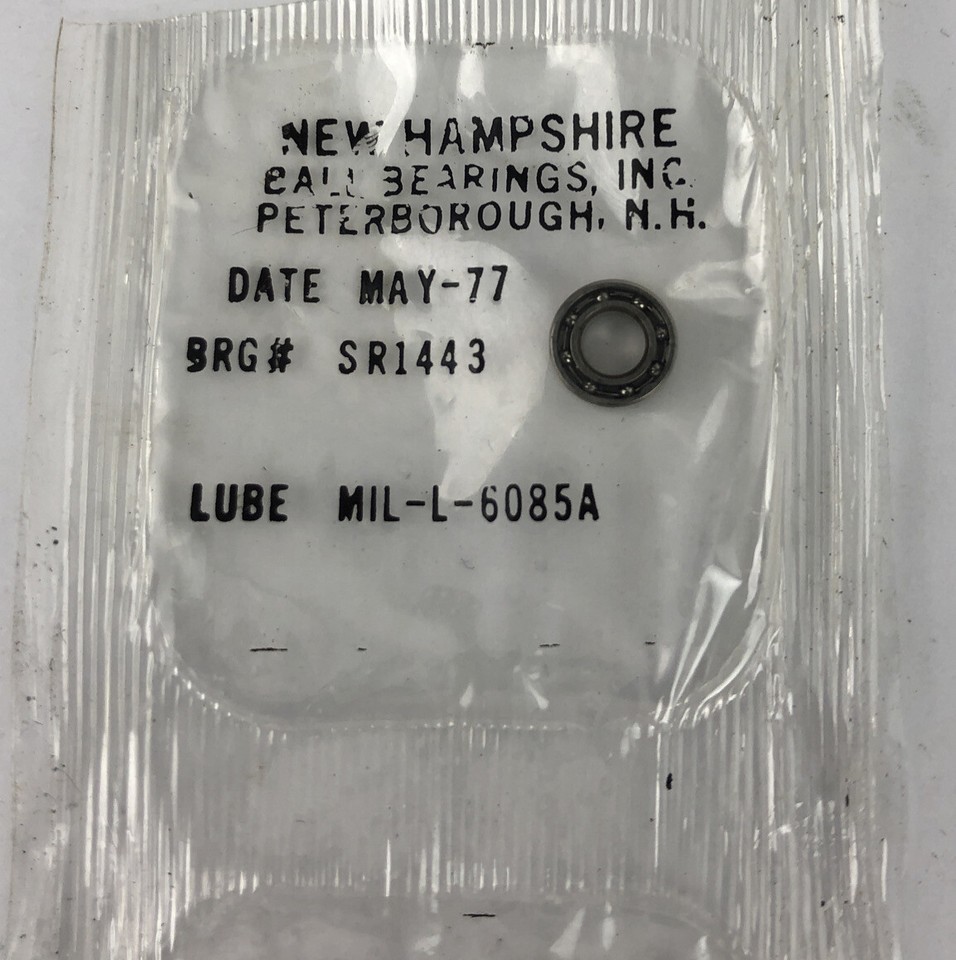 NEW HAMPSHIRE
BALL BEARINGS, INC.
PETERBOROUGH, N.H.
DATE MAY-77
BRG# SR1443
LUBE MIL-L-6085A